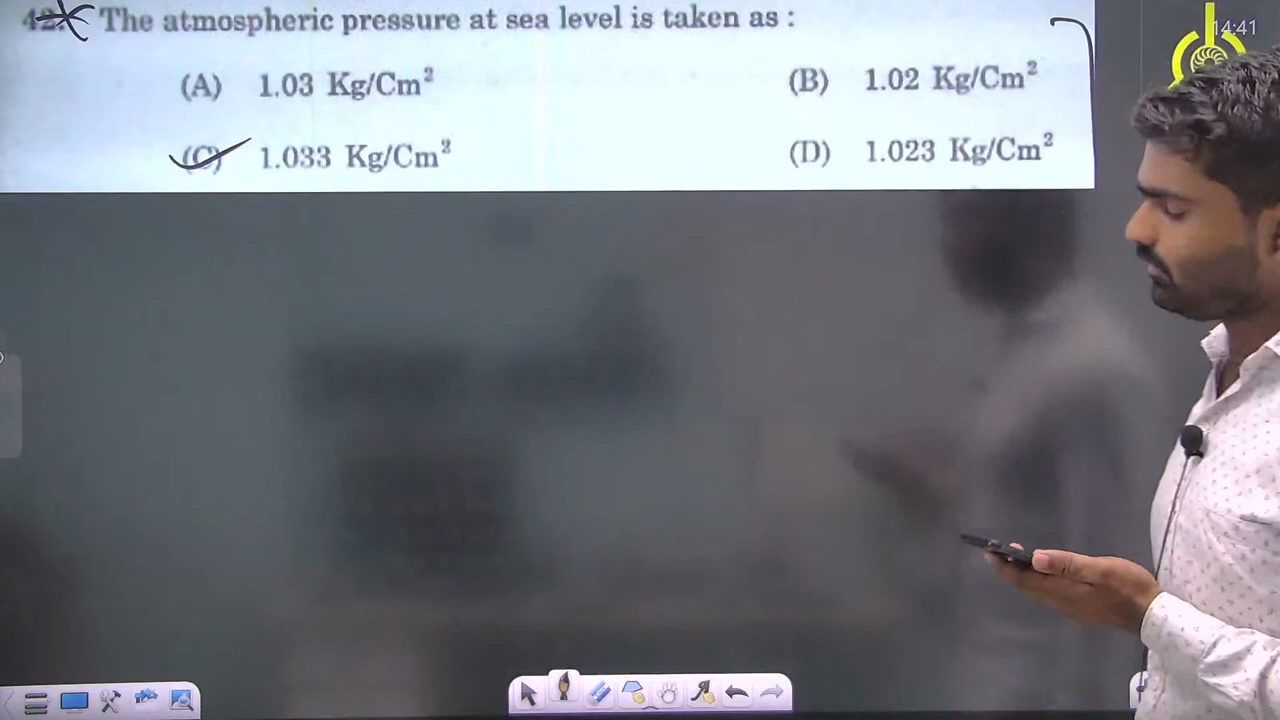 42. The atmospheric pressure at sea level is taken as :
(A) 1.03 Kg/Cm² (B) 1.02 Kg/Cm²
(C) 1.033 Kg/Cm² (D) 1.023 Kg/Cm²
14:41